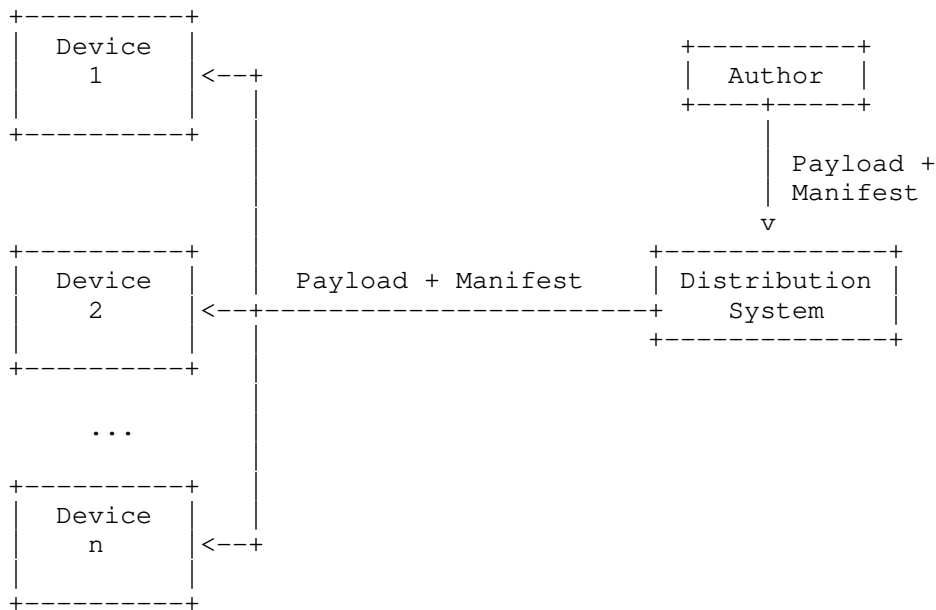 Device
1
Author
Payload +
Manifest
Device
2
Payload + Manifest
Distribution
System
...
Device
n